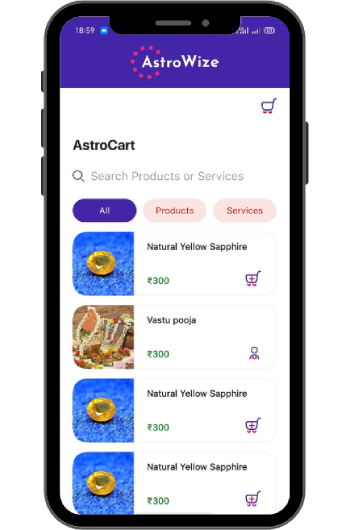 18:59
AstroWize
AstroCart
Search Products or Services
All
Products
Services
Natural Yellow Sapphire
₹300
Vastu pooja
₹300
Natural Yellow Sapphire
₹300
Natural Yellow Sapphire
₹300